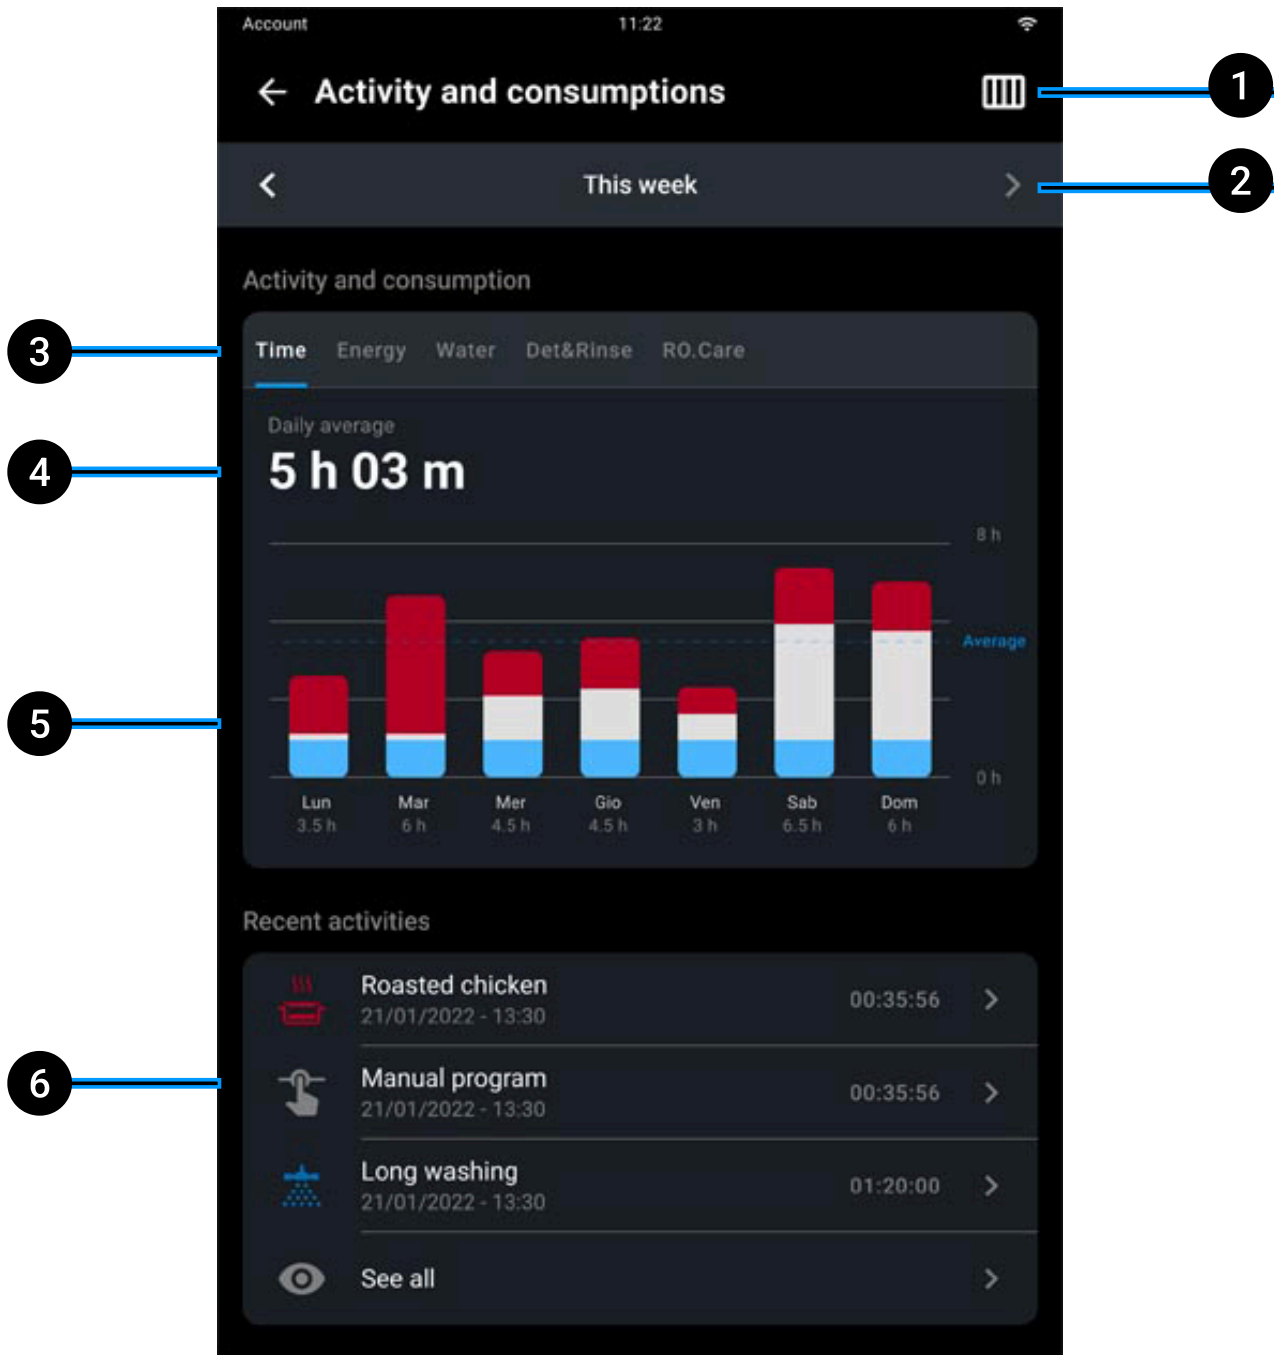 Account 11:22
Activity and consumptions
1
This week
2
Activity and consumption
3
Time Energy Water Det&Rinse RO.Care
Daily average
4
5 h 03 m
8 h
Average
5
0 h
Lun Mar Mer Gio Ven Sab Dom
3.5 h 6 h 4.5 h 4.5 h 3 h 6.5 h 6 h
Recent activities
Roasted chicken
21/01/2022 - 13:30
00:35:56
6
Manual program
21/01/2022 - 13:30
00:35:56
Long washing
21/01/2022 - 13:30
01:20:00
See all